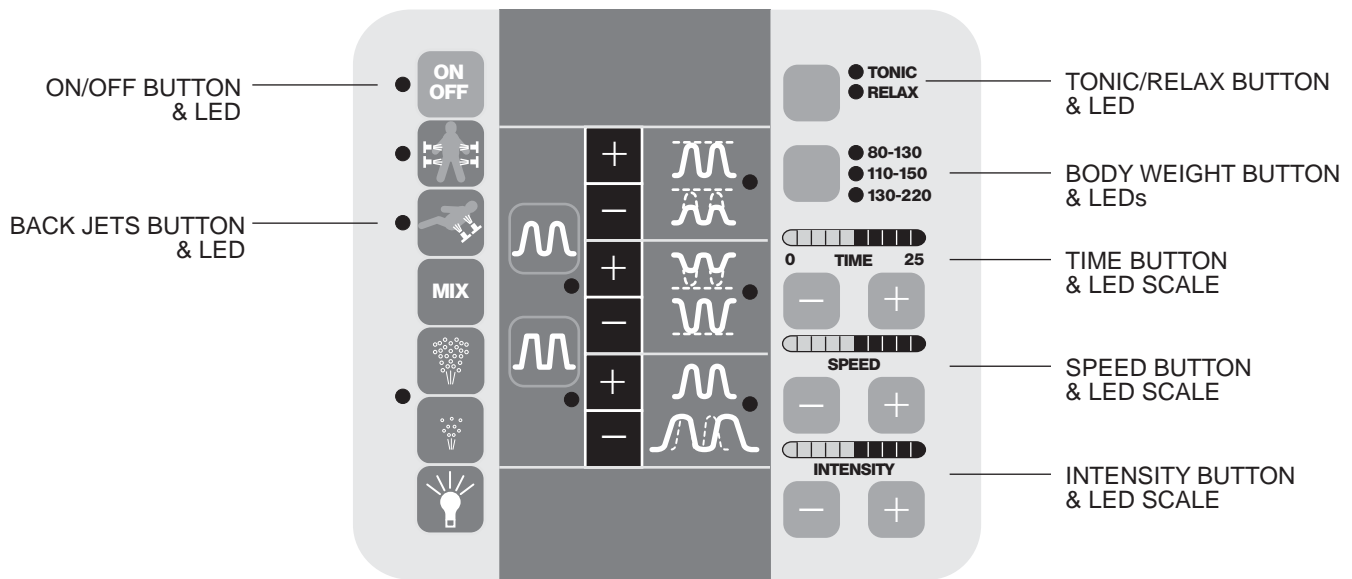 ON/OFF BUTTON
& LED
BACK JETS BUTTON
& LED
ON
OFF
MIX
+
−
+
−
+
−
TONIC
RELAX
80-130
110-150
130-220
0 TIME 25
− +
SPEED
− +
INTENSITY
− +
TONIC/RELAX BUTTON
& LED
BODY WEIGHT BUTTON
& LEDs
TIME BUTTON
& LED SCALE
SPEED BUTTON
& LED SCALE
INTENSITY BUTTON
& LED SCALE